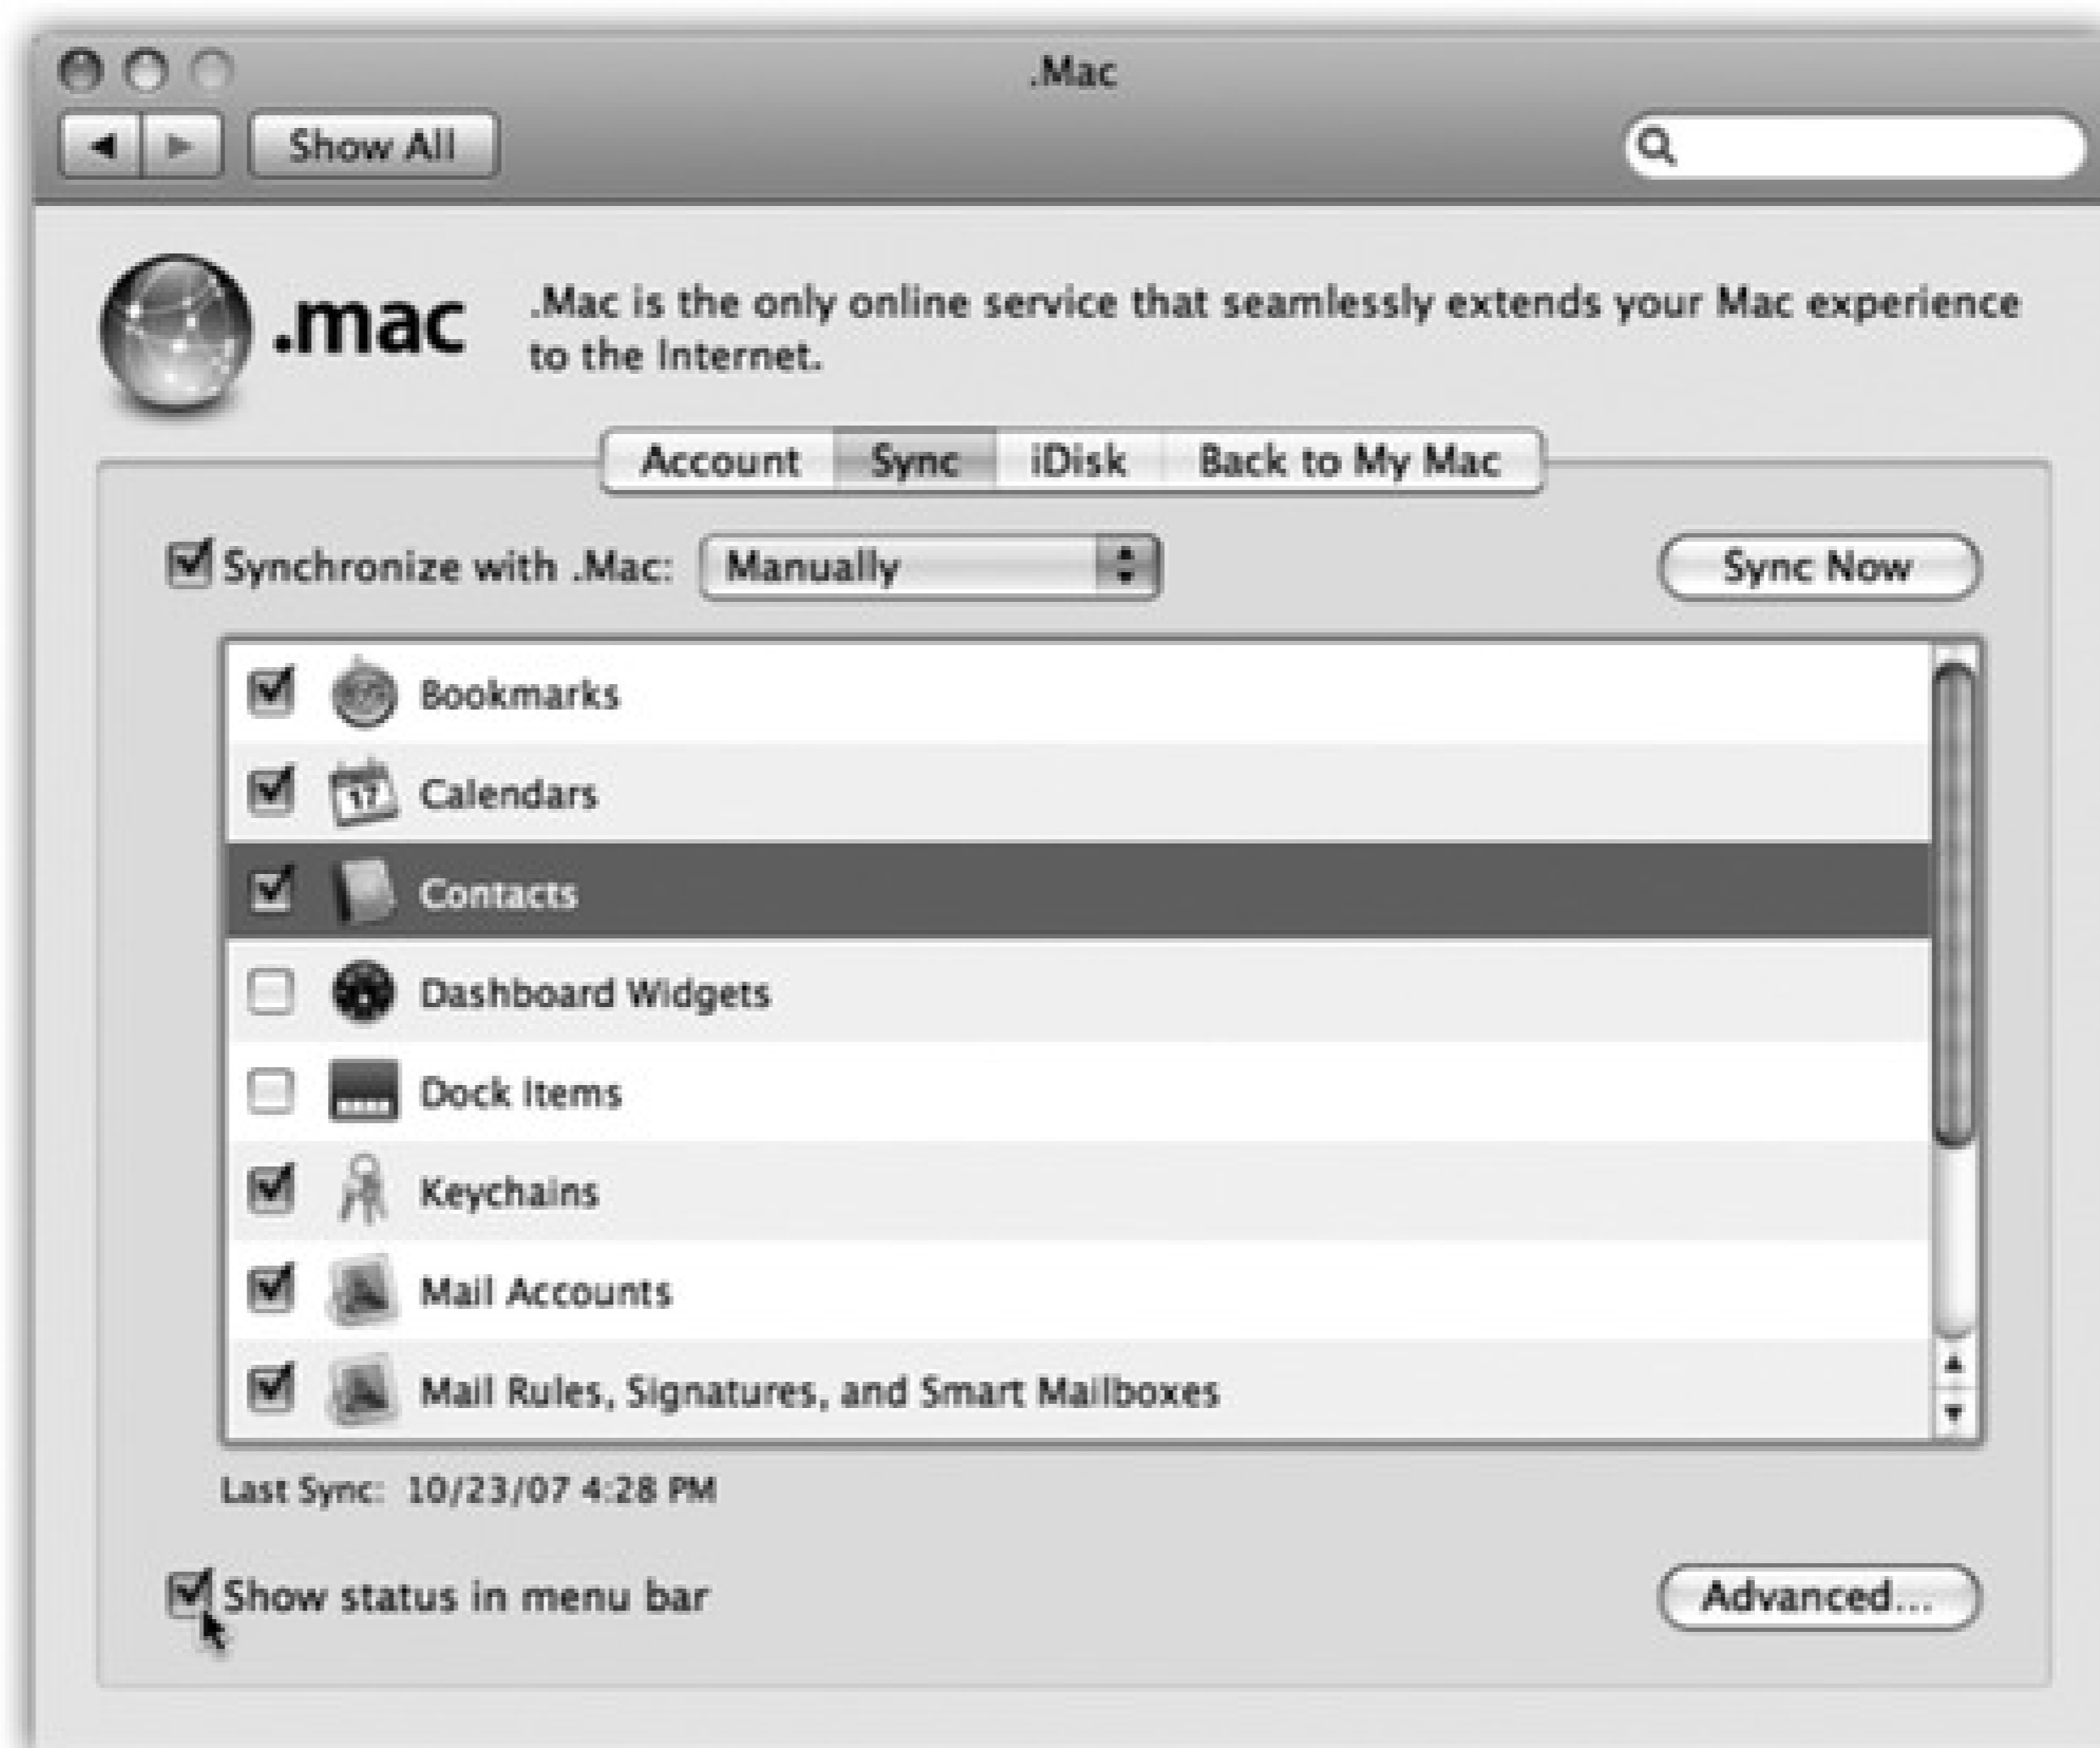 .Mac
Show All
.mac
.Mac is the only online service that seamlessly extends your Mac experience
to the Internet.
Account Sync iDisk Back to My Mac
Synchronize with .Mac: Manually Sync Now
Bookmarks
17 Calendars
Contacts
Dashboard Widgets
Dock Items
Keychains
Mail Accounts
Mail Rules, Signatures, and Smart Mailboxes
Last Sync: 10/23/07 4:28 PM
Show status in menu bar Advanced...